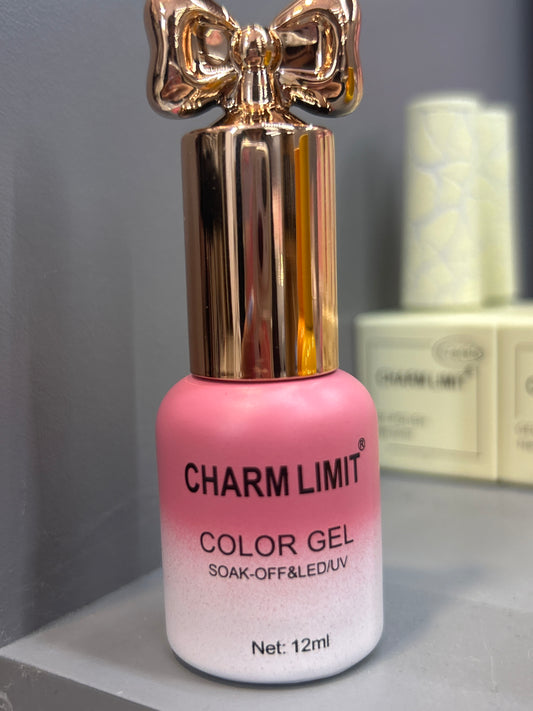 CHARM LIMIT®
COLOR GEL
SOAK-OFF&LED/UV
Net: 12ml
CHARM LIMIT®